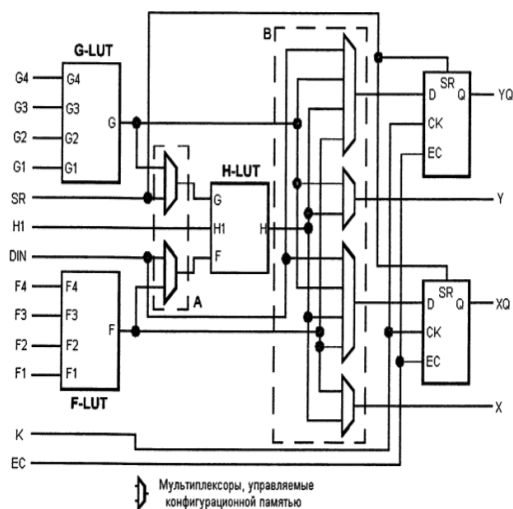 G-LUT
B
G4 G4
G3 G3
G2 G2
G1 G1
G
SR
D Q YQ
CK
EC
H-LUT
SR
G
H1
H1 H
Y
DIN
F
A
F4 F4
F3 F3
F2 F2
F1 F1
F
F-LUT
SR
D Q XQ
CK
EC
X
K
EC
Мультиплексоры, управляемые
конфигурационной памятью